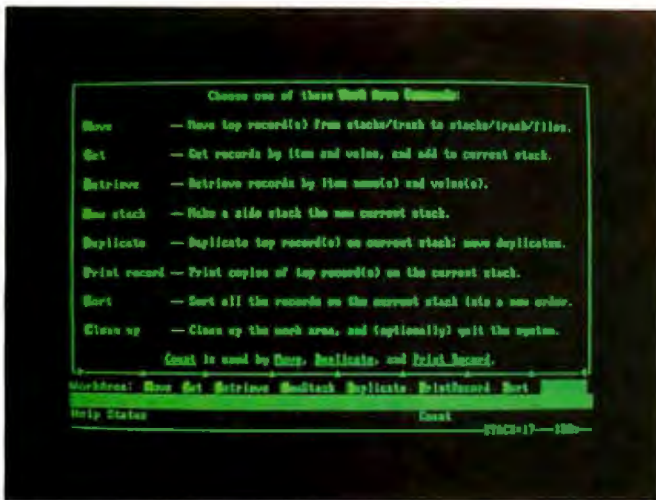 Choose one of these Work Area Commands:
Move — Move top record(s) from stacks/trash to stacks/trash/files.
Get — Get records by item and value, and add to current stack.
Retrieve — Retrieve records by item name(s) and value(s).
New stack — Make a side stack the new current stack.
Duplicate — Duplicate top record(s) on current stack; move duplicates.
Print record — Print copies of top record(s) on the current stack.
Sort — Sort all the records on the current stack into a new order.
Clean up — Clean up the work area, and (optionally) quit the system.
Count is used by Move, Duplicate, and Print Record.
WorkArea: Move Get Retrieve NewStack Duplicate PrintRecord Sort
Help Status Count
STACK=17